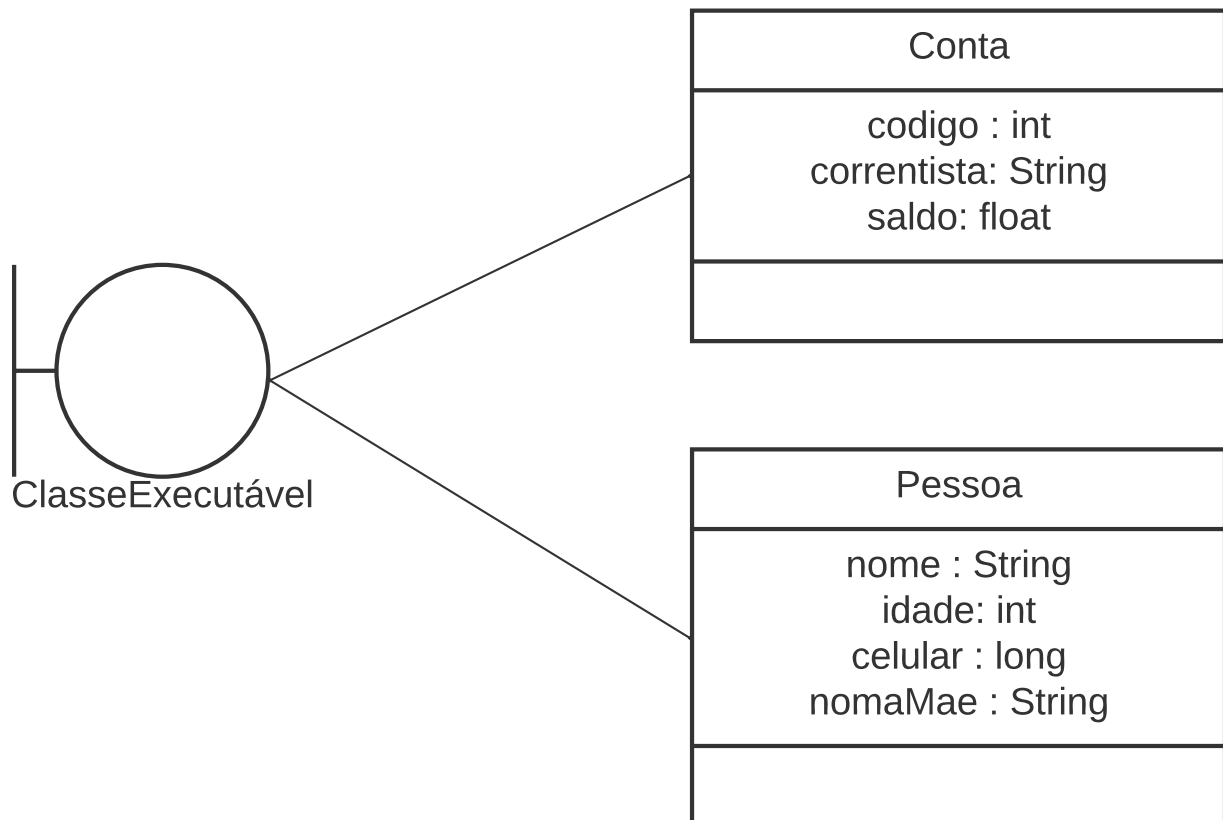 Conta
codigo : int
correntista: String
saldo: float
ClasseExecutável
Pessoa
nome : String
idade: int
celular : long
nomaMae : String